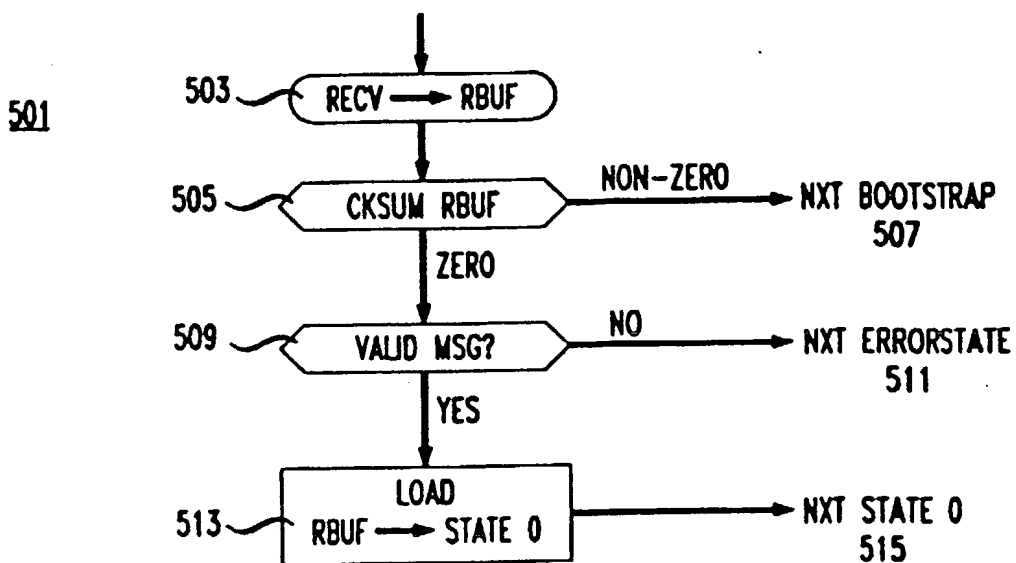 501
503
RECV → RBUF
505
CKSUM RBUF
NON-ZERO
NXT BOOTSTRAP
507
ZERO
509
VALID MSG?
NO
NXT ERRORSTATE
511
YES
513
LOAD
RBUF → STATE 0
NXT STATE 0
515